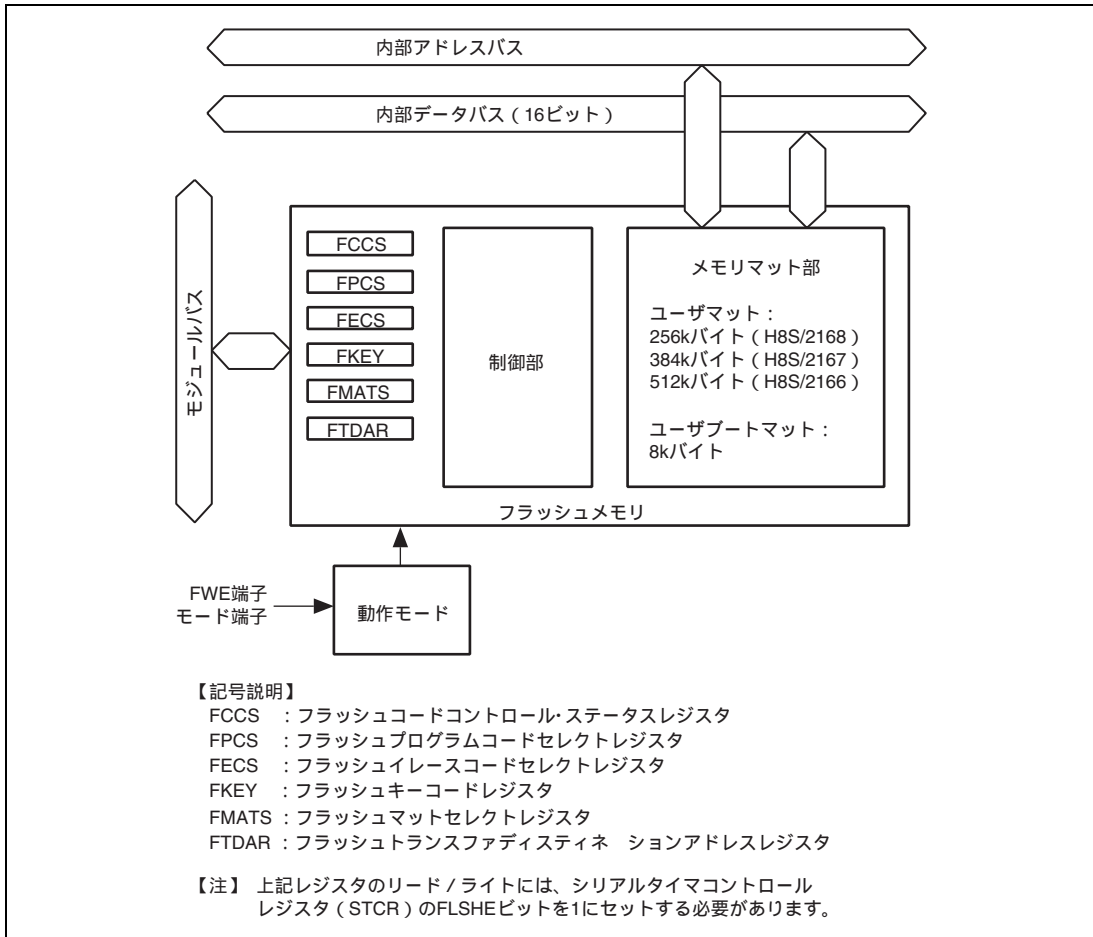 内部アドレスバス
内部データバス（16ビット）
モジュールバス
FCCS
FPCS
FECS
FKEY
FMATS
FTDAR
制御部
メモリマット部
ユーザマット：
256kバイト（H8S/2168）
384kバイト（H8S/2167）
512kバイト（H8S/2166）
ユーザブートマット：
8kバイト
フラッシュメモリ
FWE端子
モード端子
動作モード
【記号説明】
FCCS ：フラッシュコードコントロール・ステータスレジスタ
FPCS ：フラッシュプログラムコードセレクトレジスタ
FECS ：フラッシュイレースコードセレクトレジスタ
FKEY ：フラッシュキーコードレジスタ
FMATS ：フラッシュマットセレクトレジスタ
FTDAR ：フラッシュトランスファディスティネ　ションアドレスレジスタ
【注】 上記レジスタのリード／ライトには、シリアルタイマコントロール
レジスタ（STCR）のFLSHEビットを1にセットする必要があります。